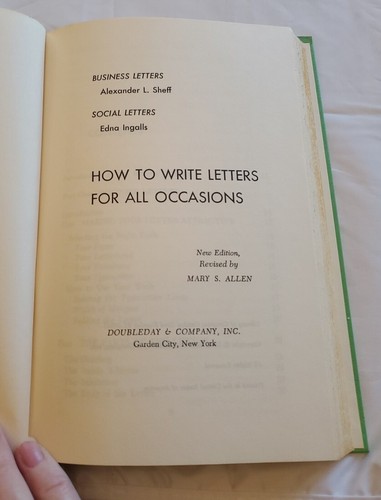 BUSINESS LETTERS
Alexander L. Sheff
SOCIAL LETTERS
Edna Ingalls
HOW TO WRITE LETTERS
FOR ALL OCCASIONS
New Edition,
Revised by
MARY S. ALLEN
DOUBLEDAY & COMPANY, INC.
Garden City, New York